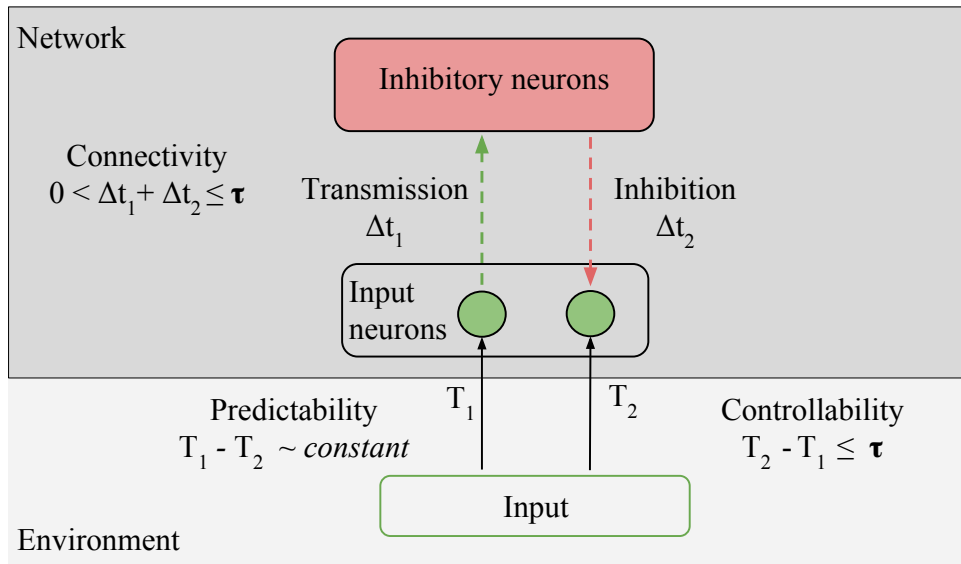 Network
Inhibitory neurons
Connectivity
0 < Δt₁+ Δt₂ ≤ τ
Transmission
Δt₁
Inhibition
Δt₂
Input
neurons
T₁
T₂
Predictability
T₁ - T₂ ~ constant
Controllability
T₂ - T₁ ≤ τ
Input
Environment